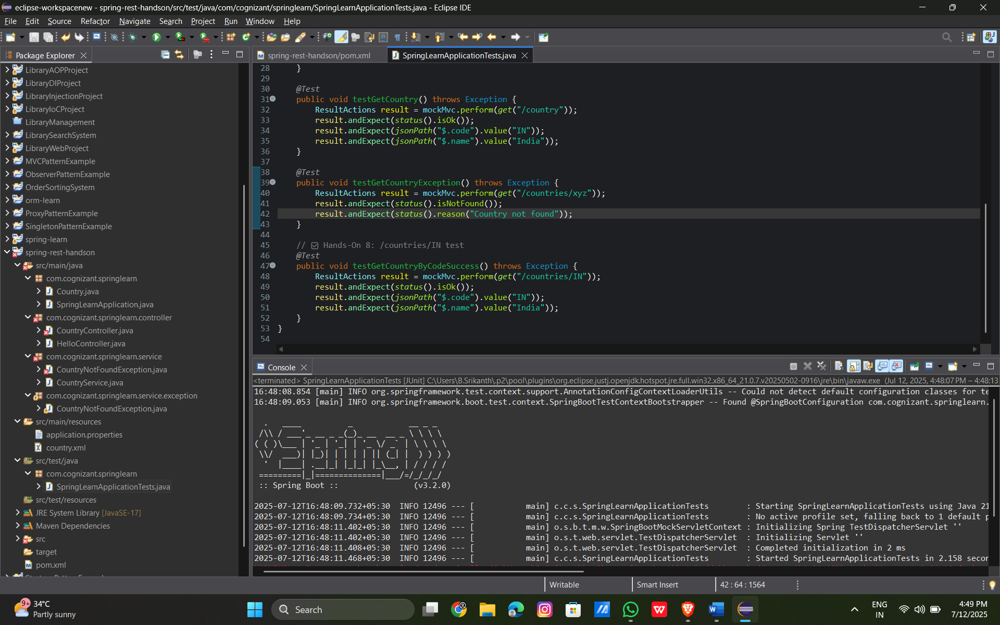 eclipse-workspacenew - spring-rest-handson/src/test/java/com/cognizant/springlearn/SpringLearnApplicationTests.java - Eclipse IDE
File Edit Source Refactor Navigate Search Project Run Window Help
Package Explorer
LibraryAOPProject
LibraryDIProject
LibraryInjectionProject
LibraryIoCProject
LibraryManagement
LibrarySearchSystem
LibraryWebProject
MVCPatternExample
ObserverPatternExample
OrderSortingSystem
orm-learn
ProxyPatternExample
SingletonPatternExample
spring-learn
spring-rest-handson
src/main/java
com.cognizant.springlearn
Country.java
SpringLearnApplication.java
com.cognizant.springlearn.controller
CountryController.java
HelloController.java
com.cognizant.springlearn.service
CountryNotFoundException.java
CountryService.java
com.cognizant.springlearn.service.exception
CountryNotFoundException.java
src/main/resources
application.properties
country.xml
src/test/java
com.cognizant.springlearn
SpringLearnApplicationTests.java
src/test/resources
JRE System Library [JavaSE-17]
Maven Dependencies
src
target
pom.xml
spring-rest-handson/pom.xml SpringLearnApplicationTests.java
28 }
29
30 @Test
31 public void testGetCountry() throws Exception {
32 ResultActions result = mockMvc.perform(get("/country"));
33 result.andExpect(status().isOk());
34 result.andExpect(jsonPath("$.code").value("IN"));
35 result.andExpect(jsonPath("$.name").value("India"));
36 }
37
38 @Test
39 public void testGetCountryException() throws Exception {
40 ResultActions result = mockMvc.perform(get("/countries/xyz"));
41 result.andExpect(status().isNotFound());
42 result.andExpect(status().reason("Country not found"));
43 }
44
45 // ☑ Hands-On 8: /countries/IN test
46 @Test
47 public void testGetCountryByCodeSuccess() throws Exception {
48 ResultActions result = mockMvc.perform(get("/countries/IN"));
49 result.andExpect(status().isOk());
50 result.andExpect(jsonPath("$.code").value("IN"));
51 result.andExpect(jsonPath("$.name").value("India"));
52 }
53 }
54
Console
<terminated> SpringLearnApplicationTests [JUnit] C:\Users\B.Srikanth\.p2\pool\plugins\org.eclipse.justj.openjdk.hotspot.jre.full.win32.x86_64_21.0.7.v20250502-0916\jre\bin\javaw.exe (Jul 12, 2025, 4:48:07 PM – 4:48:13
16:48:08.854 [main] INFO org.springframework.test.context.support.AnnotationConfigContextLoaderUtils -- Could not detect default configuration classes for te
16:48:09.053 [main] INFO org.springframework.boot.test.context.SpringBootTestContextBootstrapper -- Found @SpringBootConfiguration com.cognizant.springlearn.
:: Spring Boot :: (v3.2.0)
2025-07-12T16:48:09.732+05:30 INFO 12496 --- [ main] c.c.s.SpringLearnApplicationTests : Starting SpringLearnApplicationTests using Java 21
2025-07-12T16:48:09.734+05:30 INFO 12496 --- [ main] c.c.s.SpringLearnApplicationTests : No active profile set, falling back to 1 default p
2025-07-12T16:48:11.402+05:30 INFO 12496 --- [ main] o.s.b.t.m.w.SpringBootMockServletContext : Initializing Spring TestDispatcherServlet ''
2025-07-12T16:48:11.402+05:30 INFO 12496 --- [ main] o.s.t.web.servlet.TestDispatcherServlet : Initializing Servlet ''
2025-07-12T16:48:11.408+05:30 INFO 12496 --- [ main] o.s.t.web.servlet.TestDispatcherServlet : Completed initialization in 2 ms
2025-07-12T16:48:11.468+05:30 INFO 12496 --- [ main] c.c.s.SpringLearnApplicationTests : Started SpringLearnApplicationTests in 2.158 secon
Writable Smart Insert 42 : 64 : 1564
9+ 34°C
Partly sunny
Search
ENG
IN
4:49 PM
7/12/2025